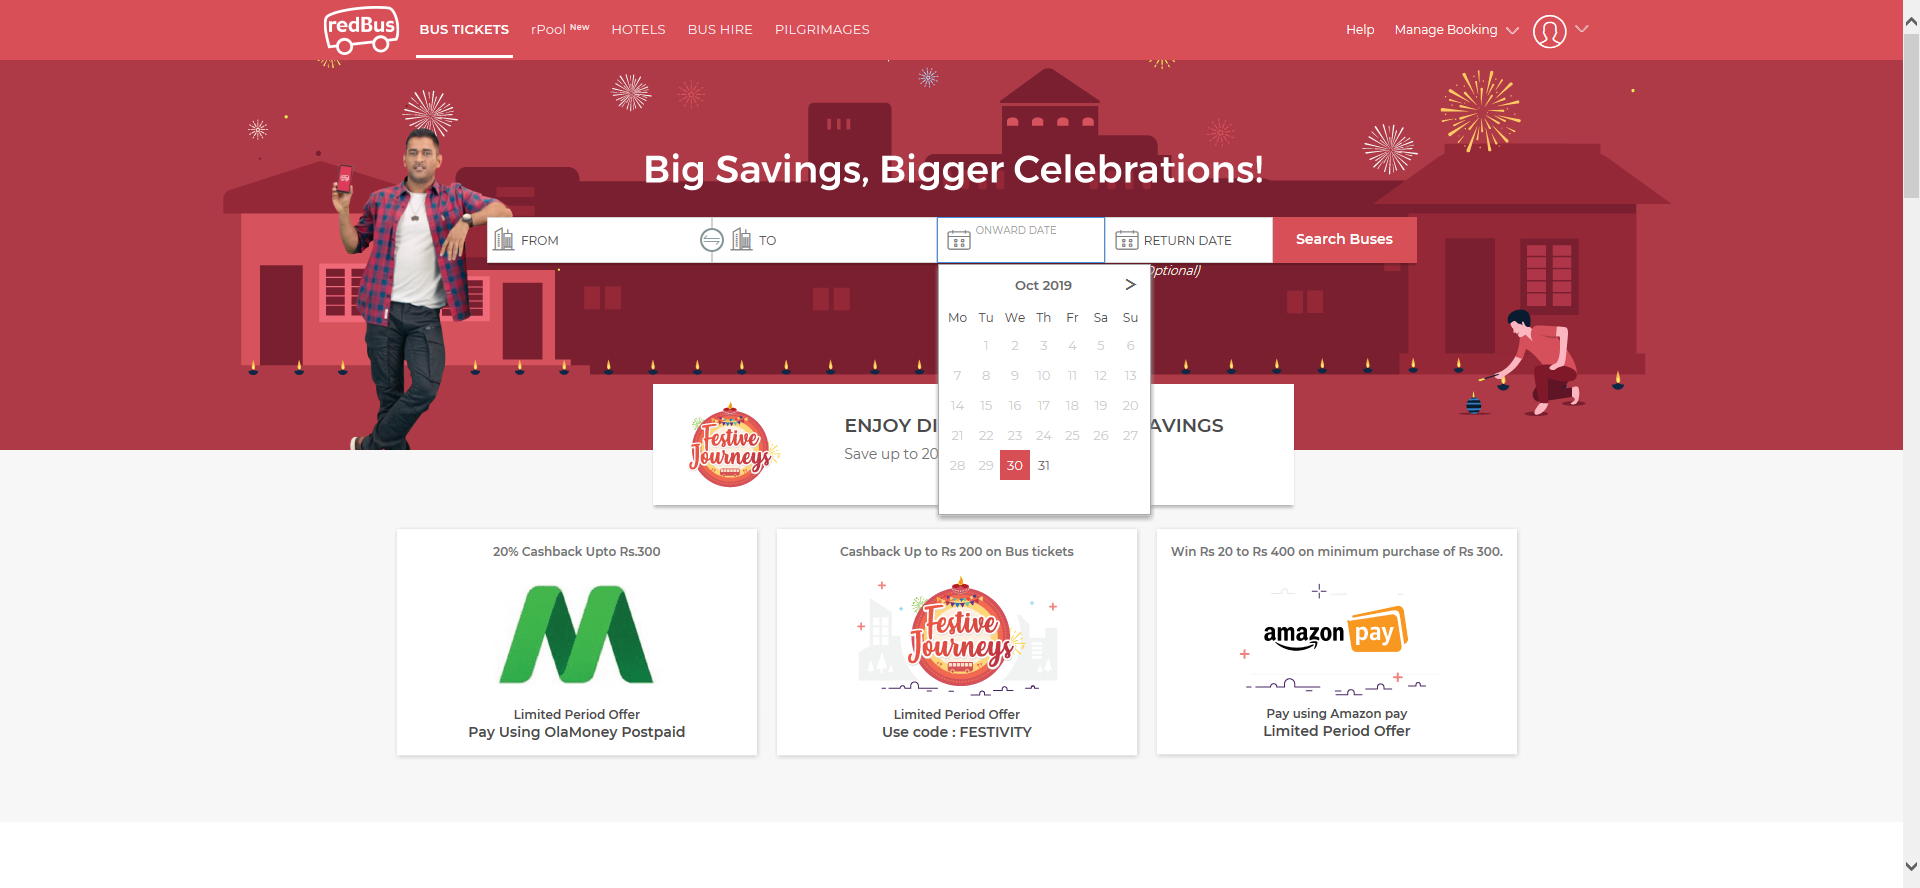 redBus
BUS TICKETS
rPool New
HOTELS
BUS HIRE
PILGRIMAGES
Help
Manage Booking
Big Savings, Bigger Celebrations!
FROM
TO
ONWARD DATE
RETURN DATE
Search Buses
Optional)
Oct 2019 >
Mo Tu We Th Fr Sa Su
1 2 3 4 5 6
7 8 9 10 11 12 13
14 15 16 17 18 19 20
21 22 23 24 25 26 27
28 29 30 31
Festive
Journeys
ENJOY DI
AVINGS
Save up to 20
20% Cashback Upto Rs.300
Limited Period Offer
Pay Using OlaMoney Postpaid
Cashback Up to Rs 200 on Bus tickets
Festive
Journeys
Limited Period Offer
Use code : FESTIVITY
Win Rs 20 to Rs 400 on minimum purchase of Rs 300.
amazon pay
Pay using Amazon pay
Limited Period Offer